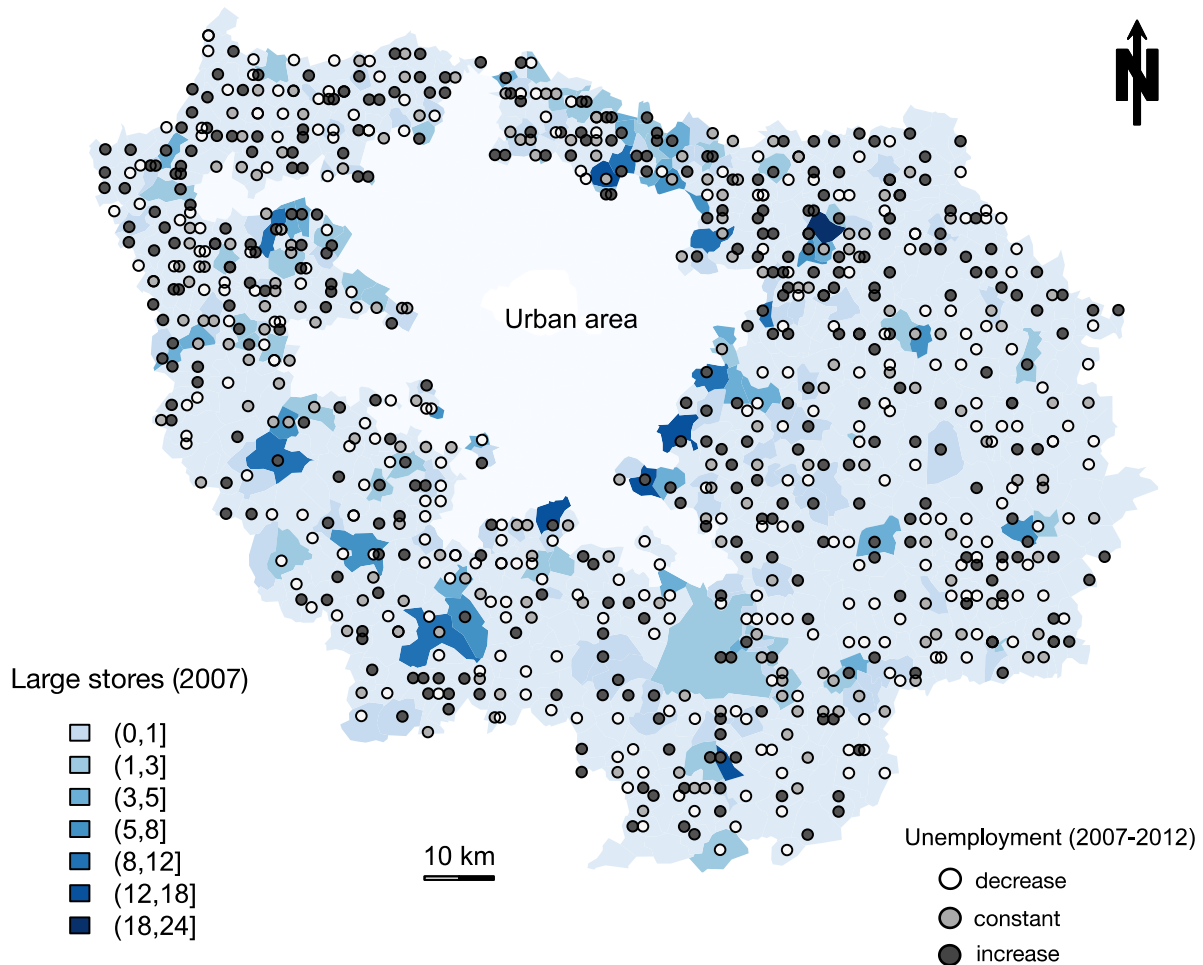 N
Urban area
Large stores (2007)
(0,1]
(1,3]
(3,5]
(5,8]
(8,12]
(12,18]
(18,24]
10 km
Unemployment (2007-2012)
decrease
constant
increase